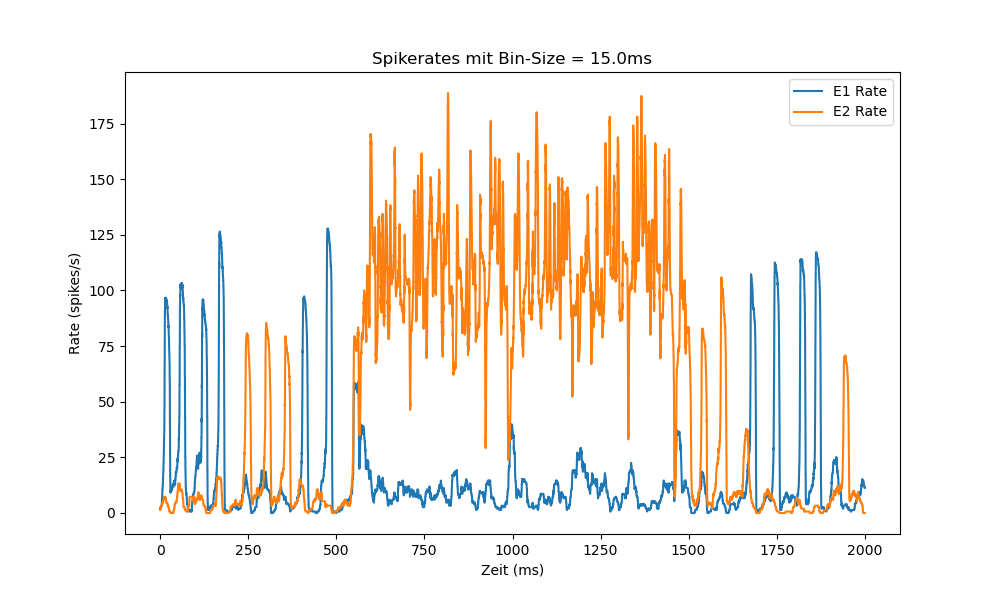 Spikerates mit Bin-Size = 15.0ms
E1 Rate
E2 Rate
Rate (spikes/s)
175
150
125
100
75
50
25
0
0 250 500 750 1000 1250 1500 1750 2000
Zeit (ms)